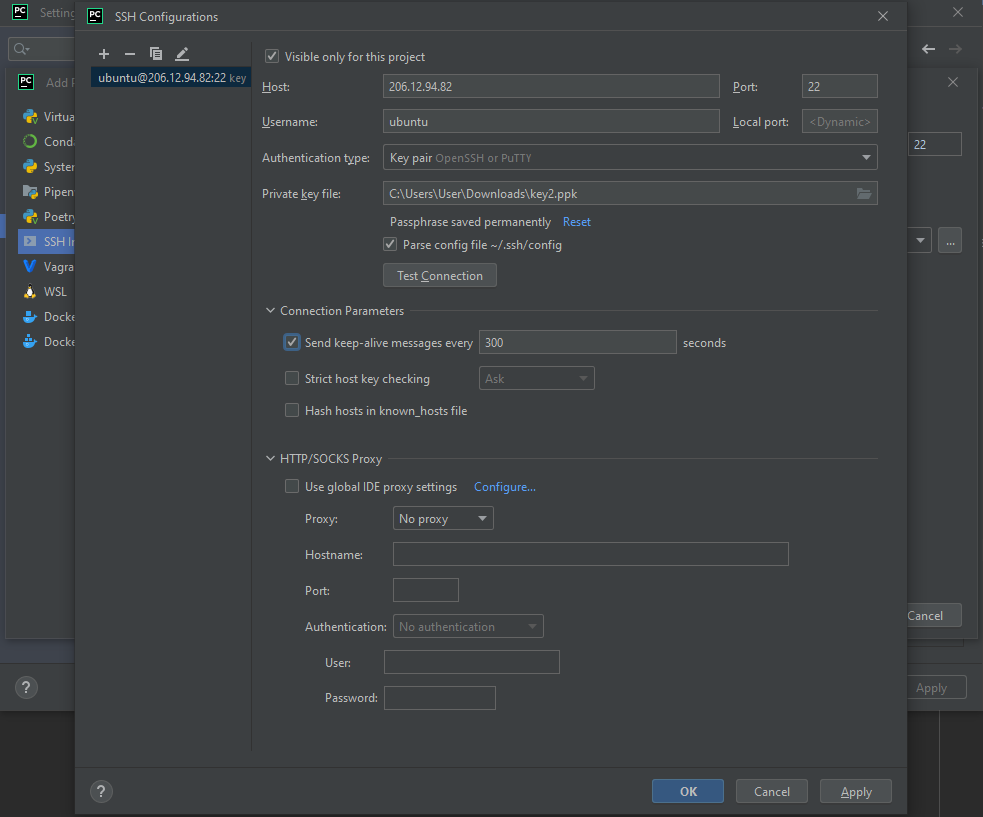 PC Setting
SSH Configurations
PC Add
Virtua
Conda
System
Pipen
Poetry
SSH In
Vagra
WSL
Docke
Docke
ubuntu@206.12.94.82:22 key
Visible only for this project
Host: 206.12.94.82 Port: 22
Username: ubuntu Local port: <Dynamic>
22
Authentication type: Key pair OpenSSH or PuTTY
Private key file: C:\Users\User\Downloads\key2.ppk
Passphrase saved permanently Reset
Parse config file ~/.ssh/config
...
Test Connection
Connection Parameters
Send keep-alive messages every 300 seconds
Strict host key checking Ask
Hash hosts in known_hosts file
HTTP/SOCKS Proxy
Use global IDE proxy settings Configure...
Proxy: No proxy
Hostname:
Port:
Authentication: No authentication
User:
Password:
Cancel
? Apply
? OK Cancel Apply